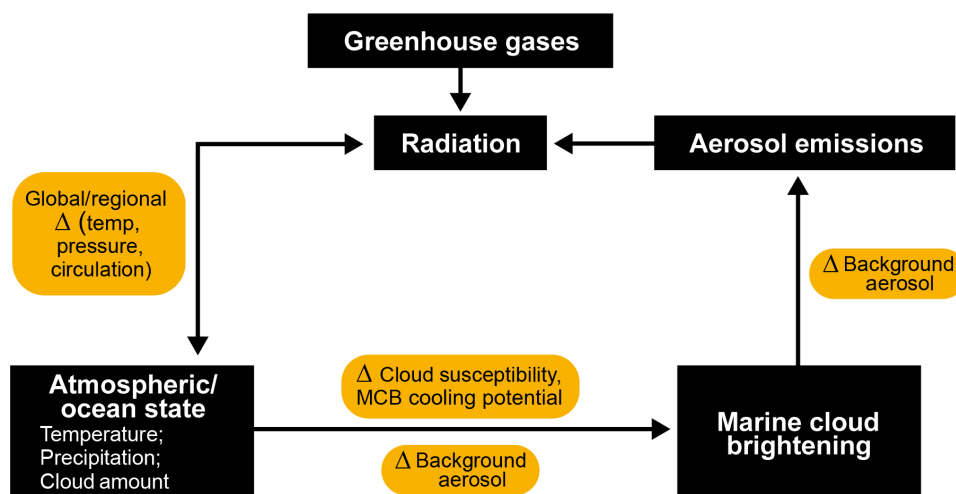 Greenhouse gases
Radiation
Aerosol emissions
Global/regional
Δ (temp,
pressure,
circulation)
Δ Background
aerosol
Atmospheric/
ocean state
Temperature;
Precipitation;
Cloud amount
Δ Cloud susceptibility,
MCB cooling potential
Δ Background
aerosol
Marine cloud
brightening